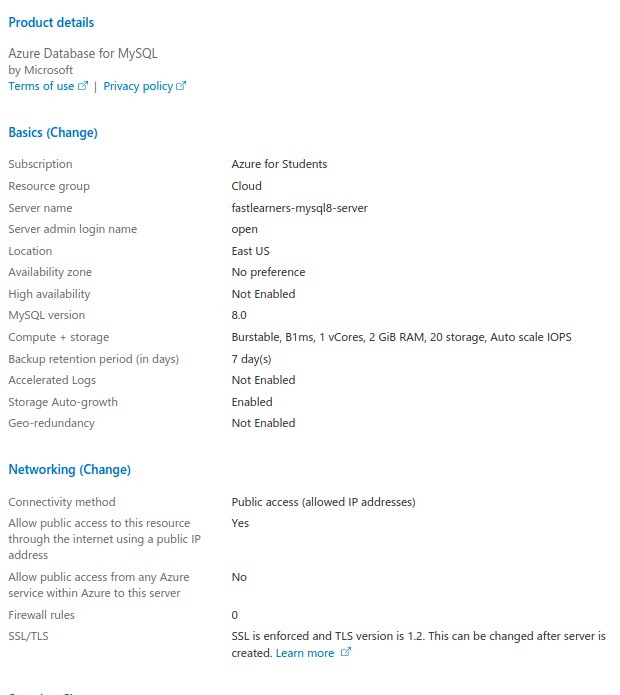 Product details
Azure Database for MySQL
by Microsoft
Terms of use | Privacy policy
Basics (Change)
Subscription Azure for Students
Resource group Cloud
Server name fastlearners-mysql8-server
Server admin login name open
Location East US
Availability zone No preference
High availability Not Enabled
MySQL version 8.0
Compute + storage Burstable, B1ms, 1 vCores, 2 GiB RAM, 20 storage, Auto scale IOPS
Backup retention period (in days) 7 day(s)
Accelerated Logs Not Enabled
Storage Auto-growth Enabled
Geo-redundancy Not Enabled
Networking (Change)
Connectivity method Public access (allowed IP addresses)
Allow public access to this resource Yes
through the internet using a public IP
address
Allow public access from any Azure No
service within Azure to this server
Firewall rules 0
SSL/TLS SSL is enforced and TLS version is 1.2. This can be changed after server is
created. Learn more